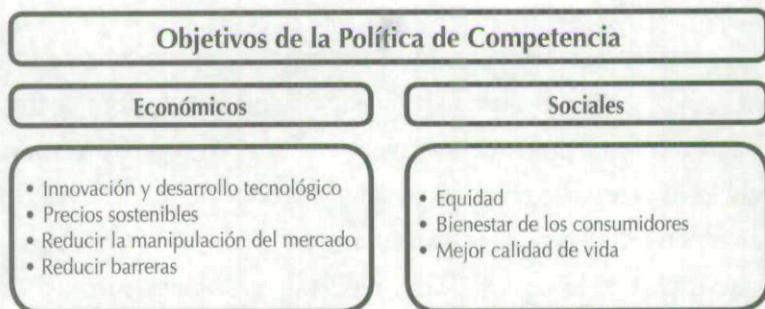 Objetivos de la Política de Competencia
Económicos
• Innovación y desarrollo tecnológico
• Precios sostenibles
• Reducir la manipulación del mercado
• Reducir barreras
Sociales
• Equidad
• Bienestar de los consumidores
• Mejor calidad de vida